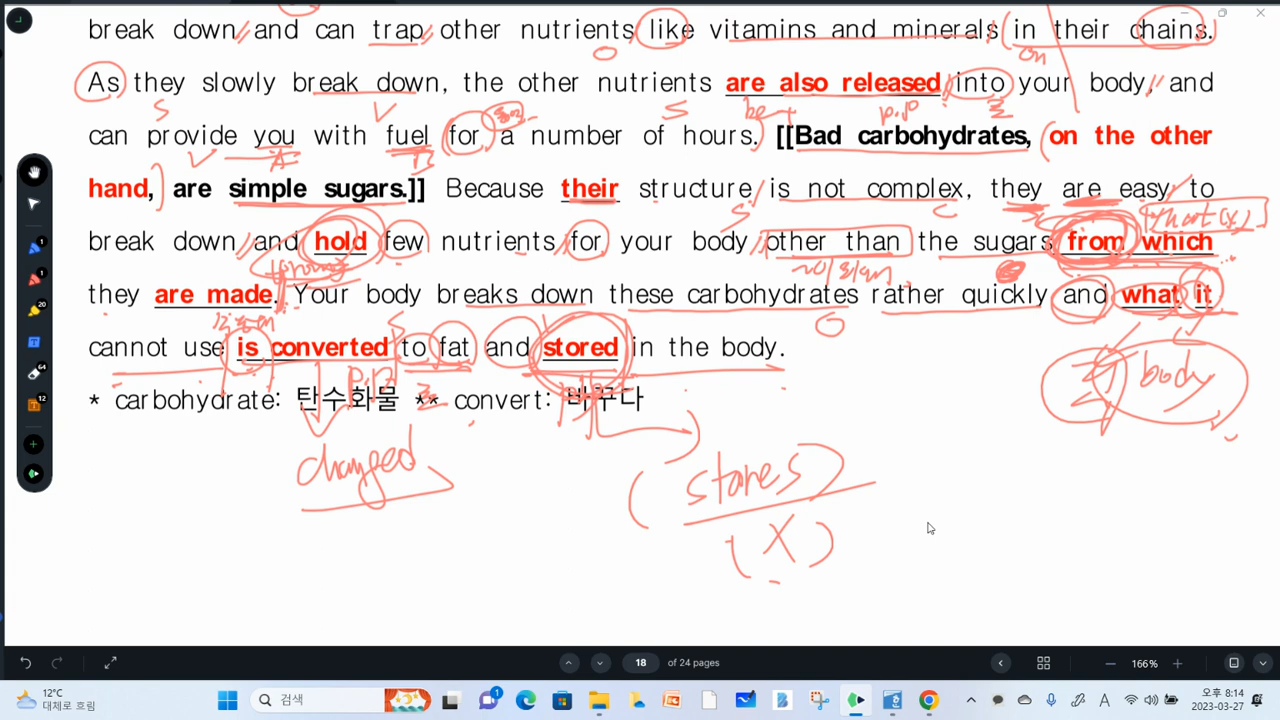 break down, and can trap other nutrients like vitamins and minerals in their chains.
on
As they slowly break down, the other nutrients are also released into your body, and
S V S be p.p 로
can provide you with fuel for a number of hours. [[Bad carbohydrates, on the other
V A B
hand,) are simple sugars.]] Because their structure is not complex, they are easy to
S C
break down, and hold few nutrients for your body other than the sugars from which
they are made. Your body breaks down these carbohydrates rather quickly and what it
O
cannot use is converted to fat and stored in the body.
p.p 로 body
* carbohydrate: 탄수화물 ** convert: 바꾸다
changed
(stores)
(X)
18 of 24 pages
166%
12°C
대체로 흐림
검색
1
A
오후 8:14
2023-03-27